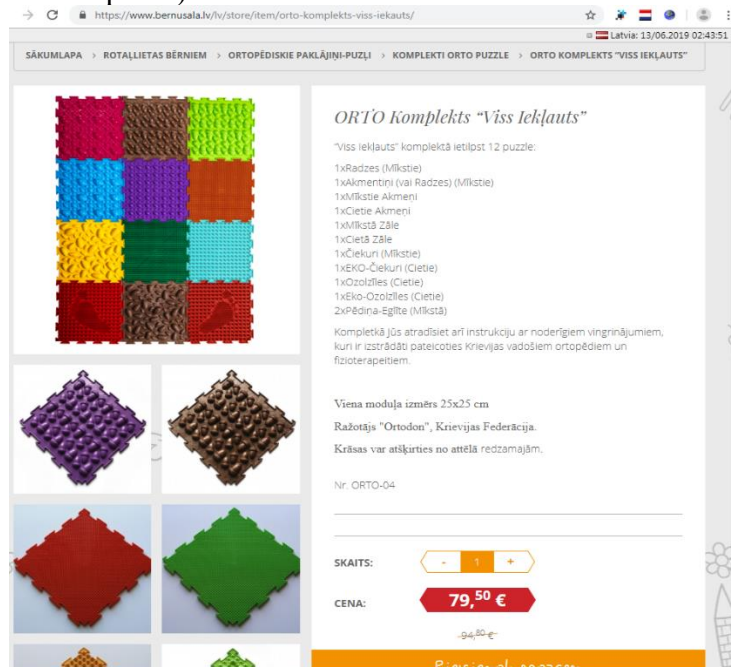 https://www.bernusala.lv/lv/store/item/orto-komplekts-viss-iekauts/
Latvia: 13/06.2019 02:43:51
SĀKUMLAPA > ROTAĻLIETAS BĒRNIEM > ORTOPĒDISKIE PAKLĀJIŅI-PUZĻI > KOMPLEKTI ORTO PUZZLE > ORTO KOMPLEKTS “VISS IEKĻAUTS”
ORTO Komplekts “Viss Iekļauts”
“Viss Iekļauts” komplektā ietilpst 12 puzzle:
1xRadzes (Mīkstie)
1xAkmentiņi (vai Radzes) (Mīkstie)
1xMīkstie Akmeņi
1xCietie Akmeņi
1xMīkstā Zāle
1xCietā Zāle
1xČiekuri (Mīkstie)
1xEKO-Čiekuri (Cietie)
1xOzolzīles (Cietie)
1xEko-Ozolzīles (Cietie)
2xPēdiņa-Eglīte (Mīkstā)
Kompletkā Jūs atradīsiet arī instrukciju ar noderīgiem vingrinājumiem,
kuri ir izstrādāti pateicoties Krievijas vadošiem ortopēdiem un
fizioterapeitiem.
Viena moduļa izmērs 25x25 cm
Ražotājs "Ortodon", Krievijas Federācija.
Krāsas var atšķirties no attēlā redzamajām.
Nr. ORTO-04
SKAITS: - 1 +
CENA: 79,50 €
94,80 €